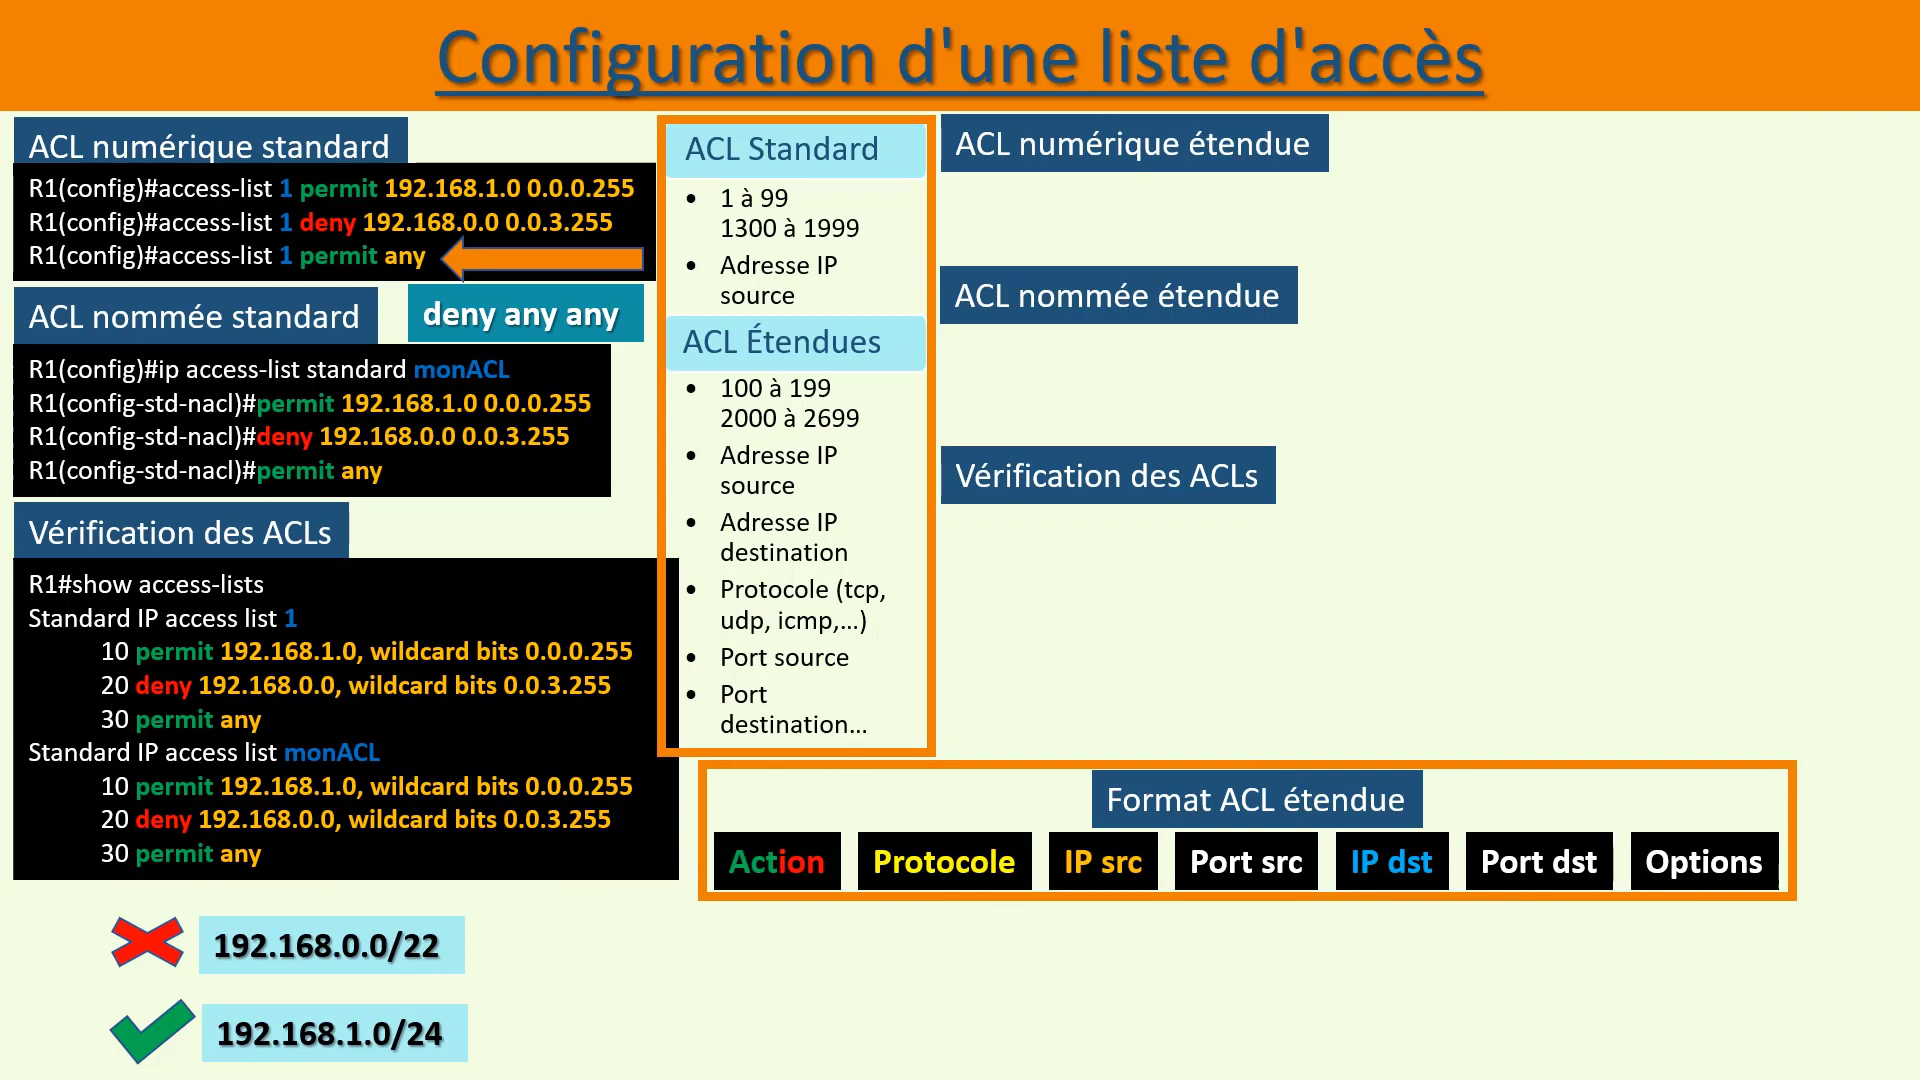 Configuration d'une liste d'accès
ACL numérique standard
R1(config)#access-list 1 permit 192.168.1.0 0.0.0.255
R1(config)#access-list 1 deny 192.168.0.0 0.0.3.255
R1(config)#access-list 1 permit any
ACL nommée standard
deny any any
R1(config)#ip access-list standard monACL
R1(config-std-nacl)#permit 192.168.1.0 0.0.0.255
R1(config-std-nacl)#deny 192.168.0.0 0.0.3.255
R1(config-std-nacl)#permit any
Vérification des ACLs
R1#show access-lists
Standard IP access list 1
10 permit 192.168.1.0, wildcard bits 0.0.0.255
20 deny 192.168.0.0, wildcard bits 0.0.3.255
30 permit any
Standard IP access list monACL
10 permit 192.168.1.0, wildcard bits 0.0.0.255
20 deny 192.168.0.0, wildcard bits 0.0.3.255
30 permit any
192.168.0.0/22
192.168.1.0/24
ACL Standard
• 1 à 99
1300 à 1999
• Adresse IP
source
ACL Étendues
• 100 à 199
2000 à 2699
• Adresse IP
source
• Adresse IP
destination
• Protocole (tcp,
udp, icmp,...)
• Port source
• Port
destination...
ACL numérique étendue
ACL nommée étendue
Vérification des ACLs
Format ACL étendue
Action Protocole IP src Port src IP dst Port dst Options